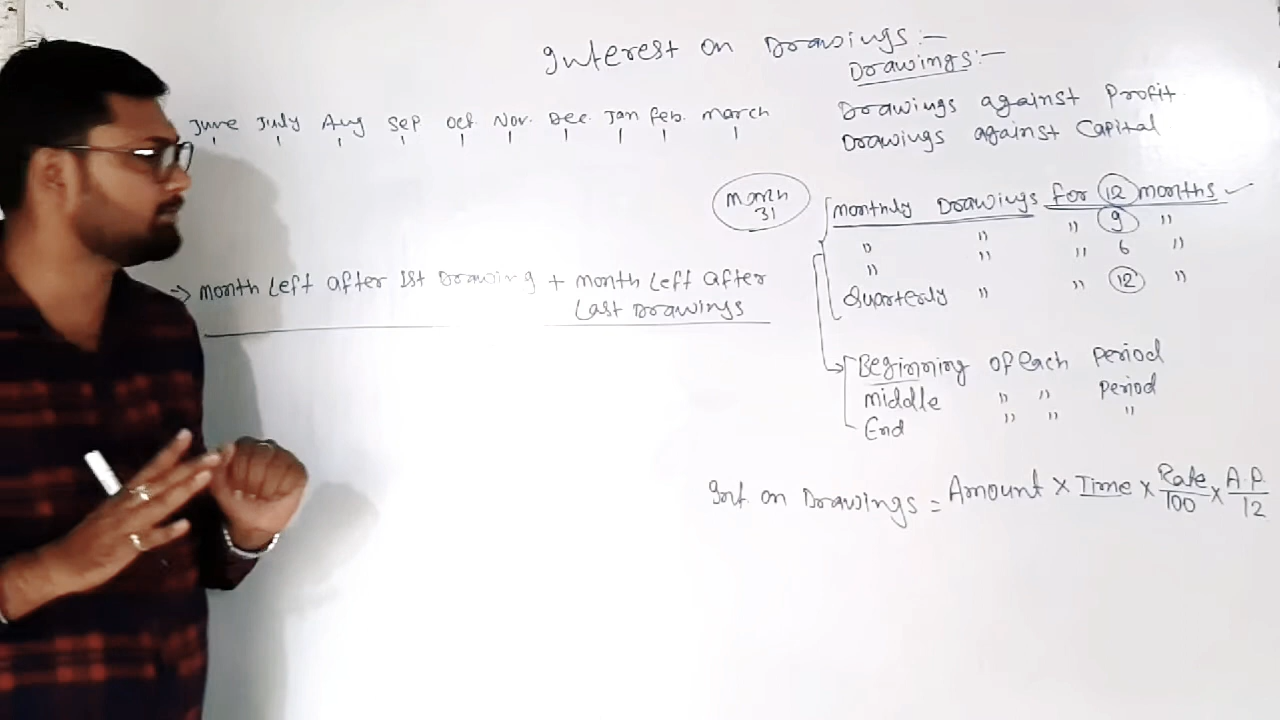 Interest on Drawings:-
Drawings:-
June July Aug Sep Oct Nov. Dec. Jan Feb. March
Drawings against Profit
Drawings against Capital
March
31
Monthly Drawings for 12 months ✓
" " " 9 "
" " " 6 "
Quarterly " " 12 "
→ Month Left After 1st Drawing + Month Left After
Last Drawings
Beginning of each Period
Middle " " Period
End " " "
Int. on Drawings = Amount × Time × Rate/100 × A.P./12